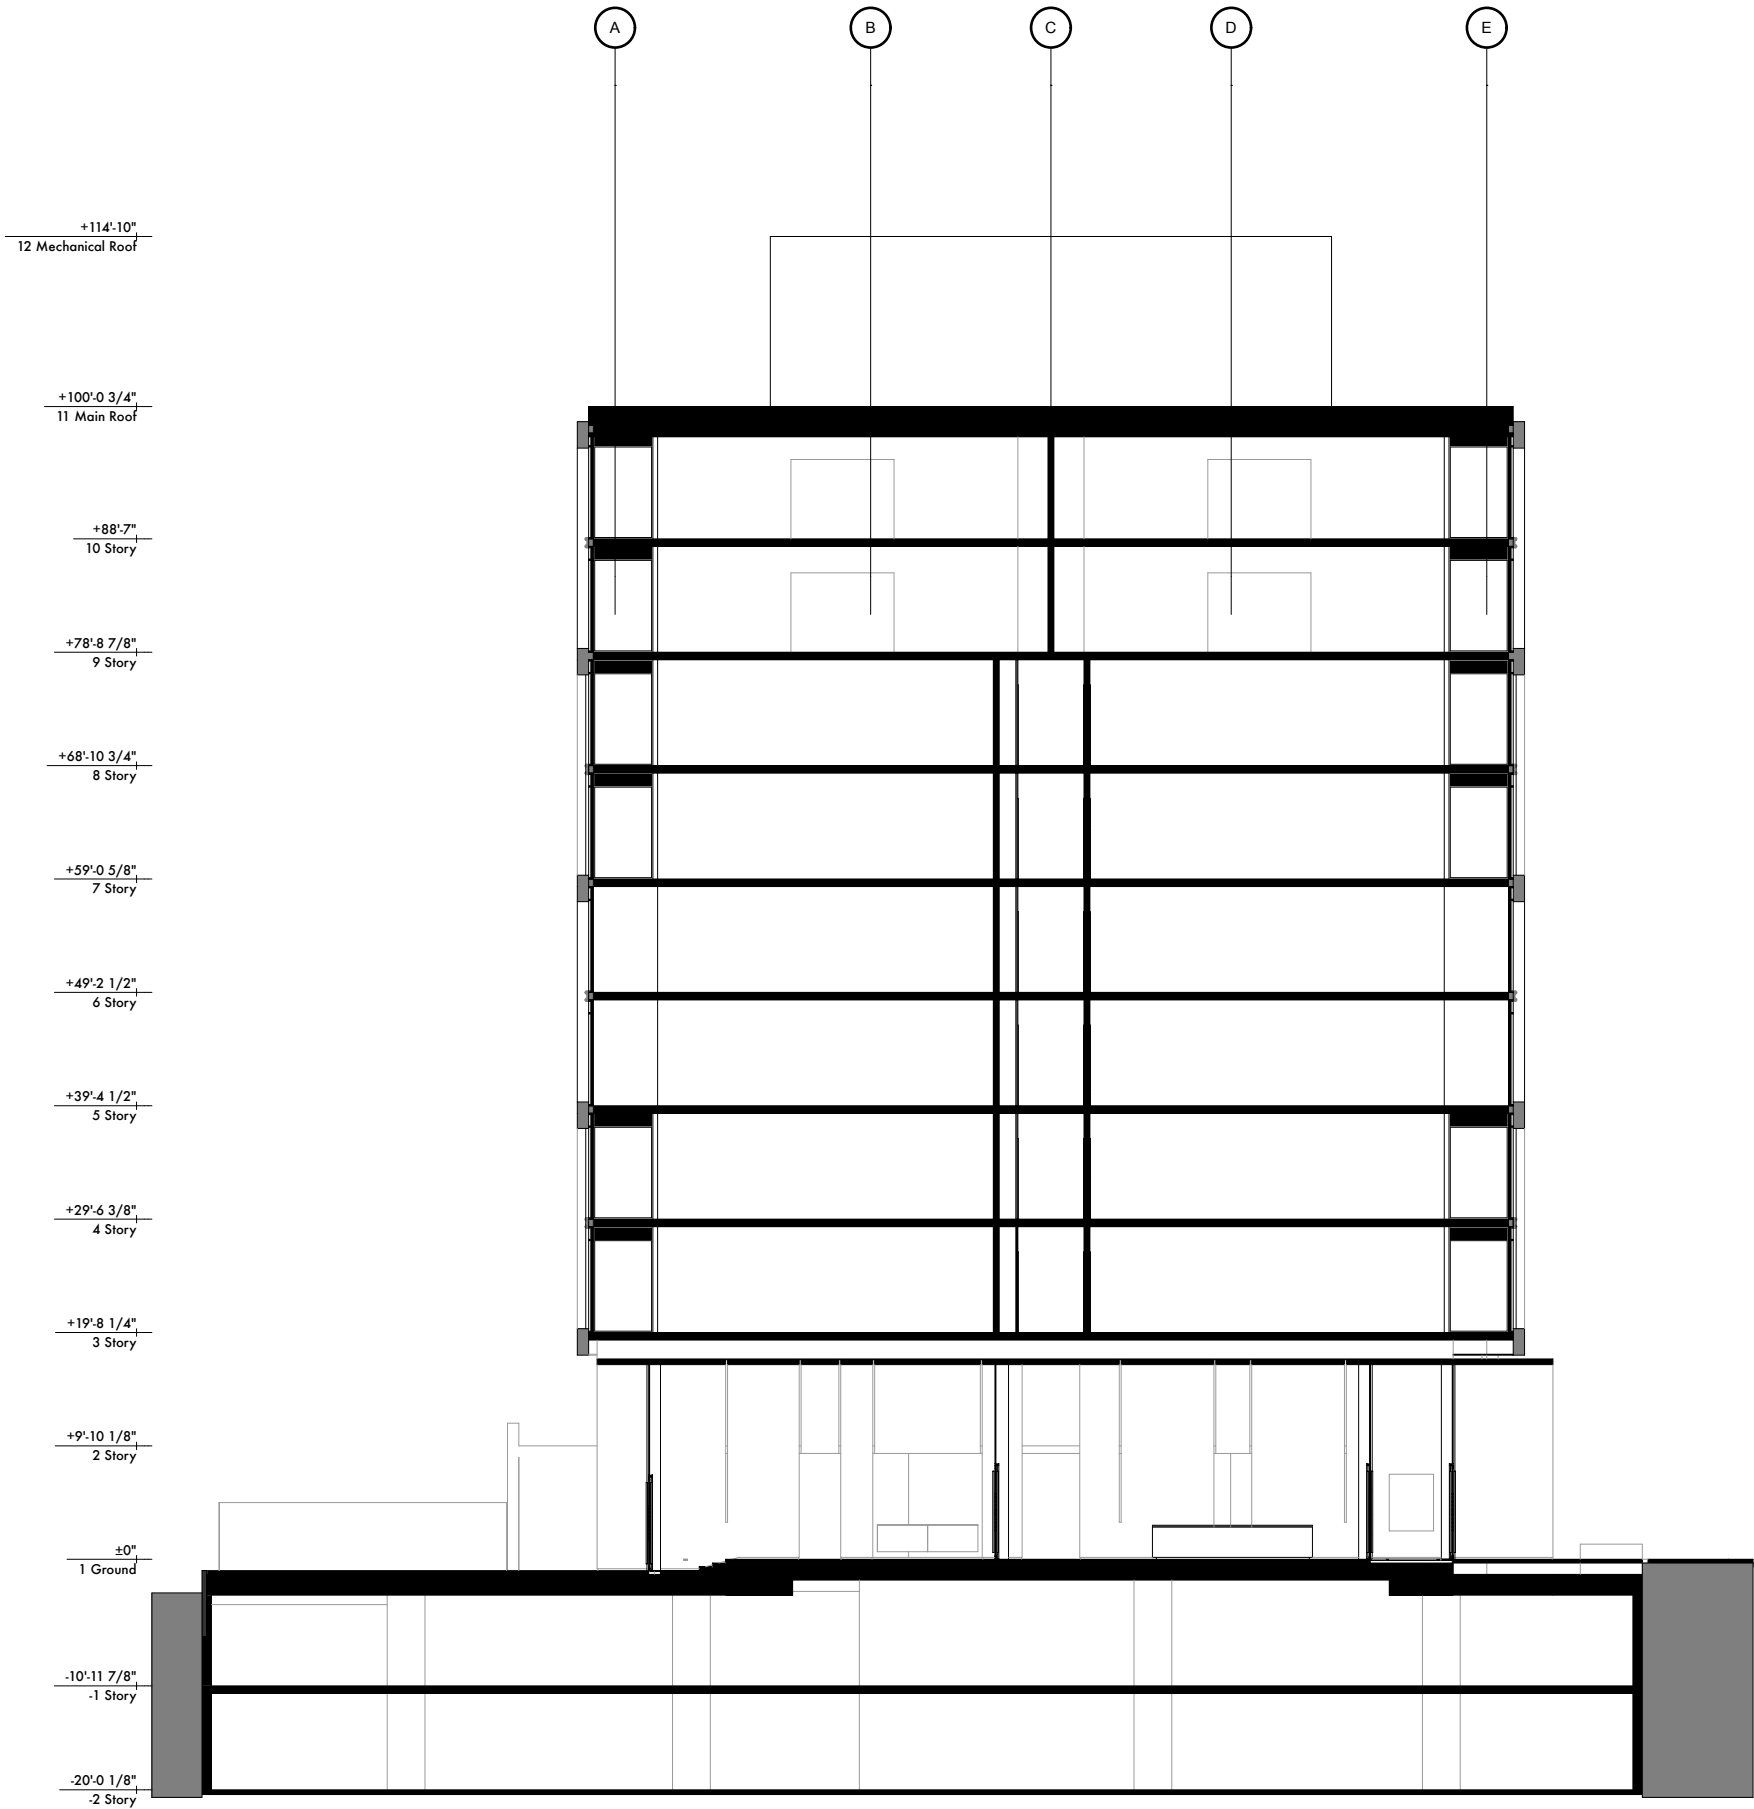 A B C D E
+114'-10"
12 Mechanical Roof
+100'-0 3/4"
11 Main Roof
+88'-7"
10 Story
+78'-8 7/8"
9 Story
+68'-10 3/4"
8 Story
+59'-0 5/8"
7 Story
+49'-2 1/2"
6 Story
+39'-4 1/2"
5 Story
+29'-6 3/8"
4 Story
+19'-8 1/4"
3 Story
+9'-10 1/8"
2 Story
±0"
1 Ground
-10'-11 7/8"
-1 Story
-20'-0 1/8"
-2 Story